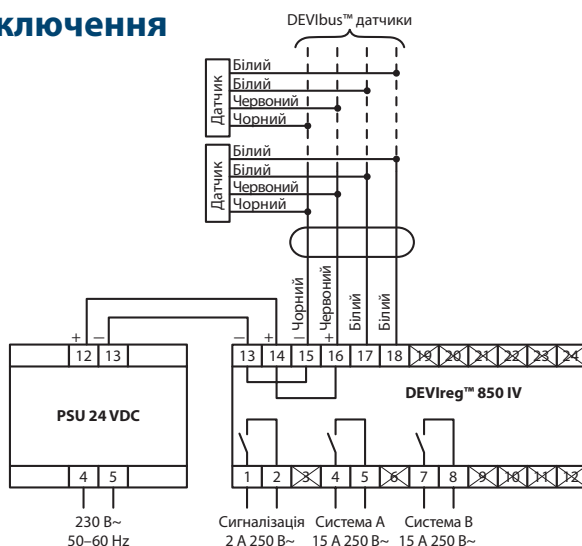 ключення
DEVIbus™ датчики
Датчик
Білий
Білий
Червоний
Чорний
Датчик
Білий
Білий
Червоний
Чорний
Чорний
Червоний
Білий
Білий
+ − − + − +
12 13
13 14 15 16 17 18 19 20 21 22 23 24
PSU 24 VDC
DEVIreg™ 850 IV
4 5
1 2 3 4 5 6 7 8 9 10 11 12
230 В~
50–60 Hz
Сигналізація
2 А 250 В~
Система А
15 А 250 В~
Система В
15 А 250 В~